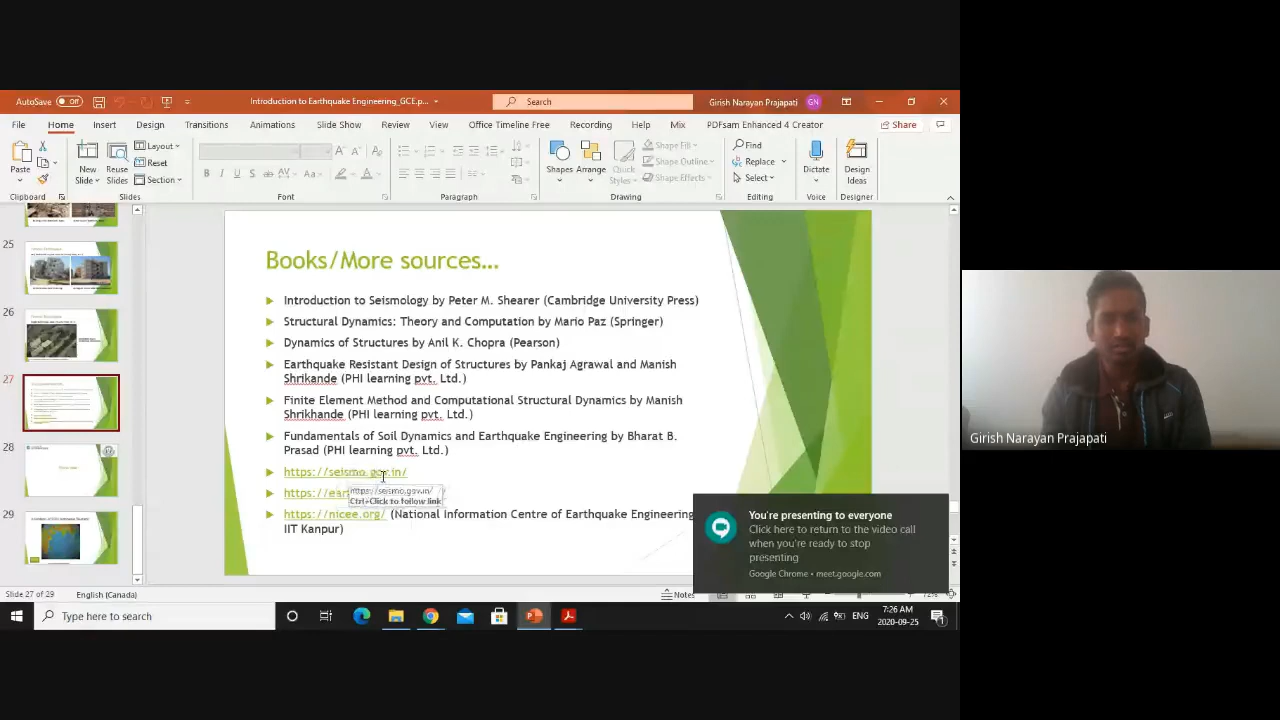 AutoSave Off
Introduction to Earthquake Engineering_GCE.p...
Search
Girish Narayan Prajapati GN
File Home Insert Design Transitions Animations Slide Show Review View Office Timeline Free Recording Help Mix PDFsam Enhanced 4 Creator Share
Paste
New Slide
Reuse Slides
Layout
Reset
Section
Shapes
Arrange
Quick Styles
Shape Fill
Shape Outline
Shape Effects
Find
Replace
Select
Dictate
Design Ideas
Clipboard Slides Font Paragraph Drawing Editing Voice Designer
25
26
27
28
29
Books/More sources...
Introduction to Seismology by Peter M. Shearer (Cambridge University Press)
Structural Dynamics: Theory and Computation by Mario Paz (Springer)
Dynamics of Structures by Anil K. Chopra (Pearson)
Earthquake Resistant Design of Structures by Pankaj Agrawal and Manish
Shrikande (PHI learning pvt. Ltd.)
Finite Element Method and Computational Structural Dynamics by Manish
Shrikhande (PHI learning pvt. Ltd.)
Fundamentals of Soil Dynamics and Earthquake Engineering by Bharat B.
Prasad (PHI learning pvt. Ltd.)
https://seismo.gov.in/
https://seismo.gov.in/
Ctrl+Click to follow link
https://nicee.org/ (National Information Centre of Earthquake Engineering
IIT Kanpur)
You're presenting to everyone
Click here to return to the video call
when you're ready to stop
presenting
Google Chrome • meet.google.com
Girish Narayan Prajapati
Slide 27 of 29 English (Canada) Notes 72%
Type here to search
ENG
7:26 AM
2020-09-25